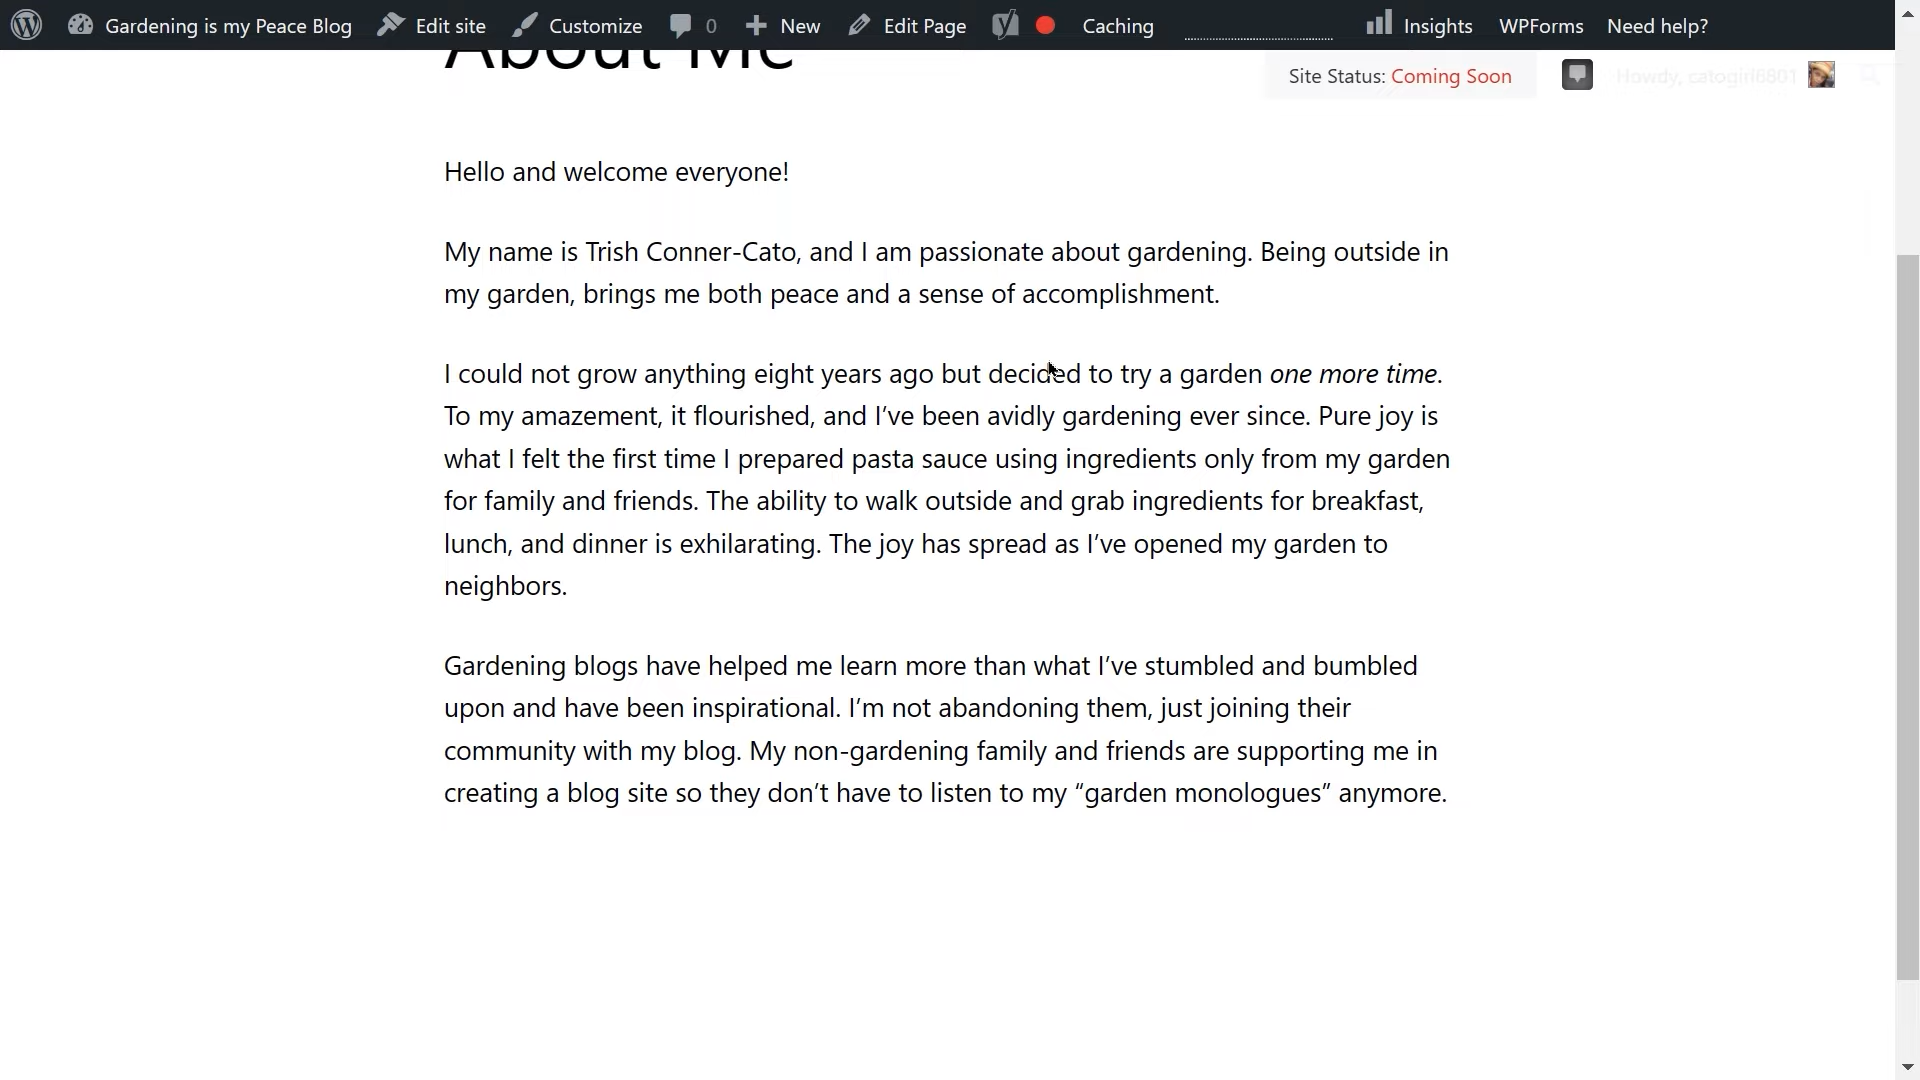 Gardening is my Peace Blog Edit site Customize 0 New Edit Page Caching Insights WPForms Need help?
About Me
Site Status: Coming Soon Howdy, catogirl6801
Hello and welcome everyone!
My name is Trish Conner-Cato, and I am passionate about gardening. Being outside in
my garden, brings me both peace and a sense of accomplishment.
I could not grow anything eight years ago but decided to try a garden one more time.
To my amazement, it flourished, and I’ve been avidly gardening ever since. Pure joy is
what I felt the first time I prepared pasta sauce using ingredients only from my garden
for family and friends. The ability to walk outside and grab ingredients for breakfast,
lunch, and dinner is exhilarating. The joy has spread as I’ve opened my garden to
neighbors.
Gardening blogs have helped me learn more than what I’ve stumbled and bumbled
upon and have been inspirational. I’m not abandoning them, just joining their
community with my blog. My non-gardening family and friends are supporting me in
creating a blog site so they don’t have to listen to my “garden monologues” anymore.